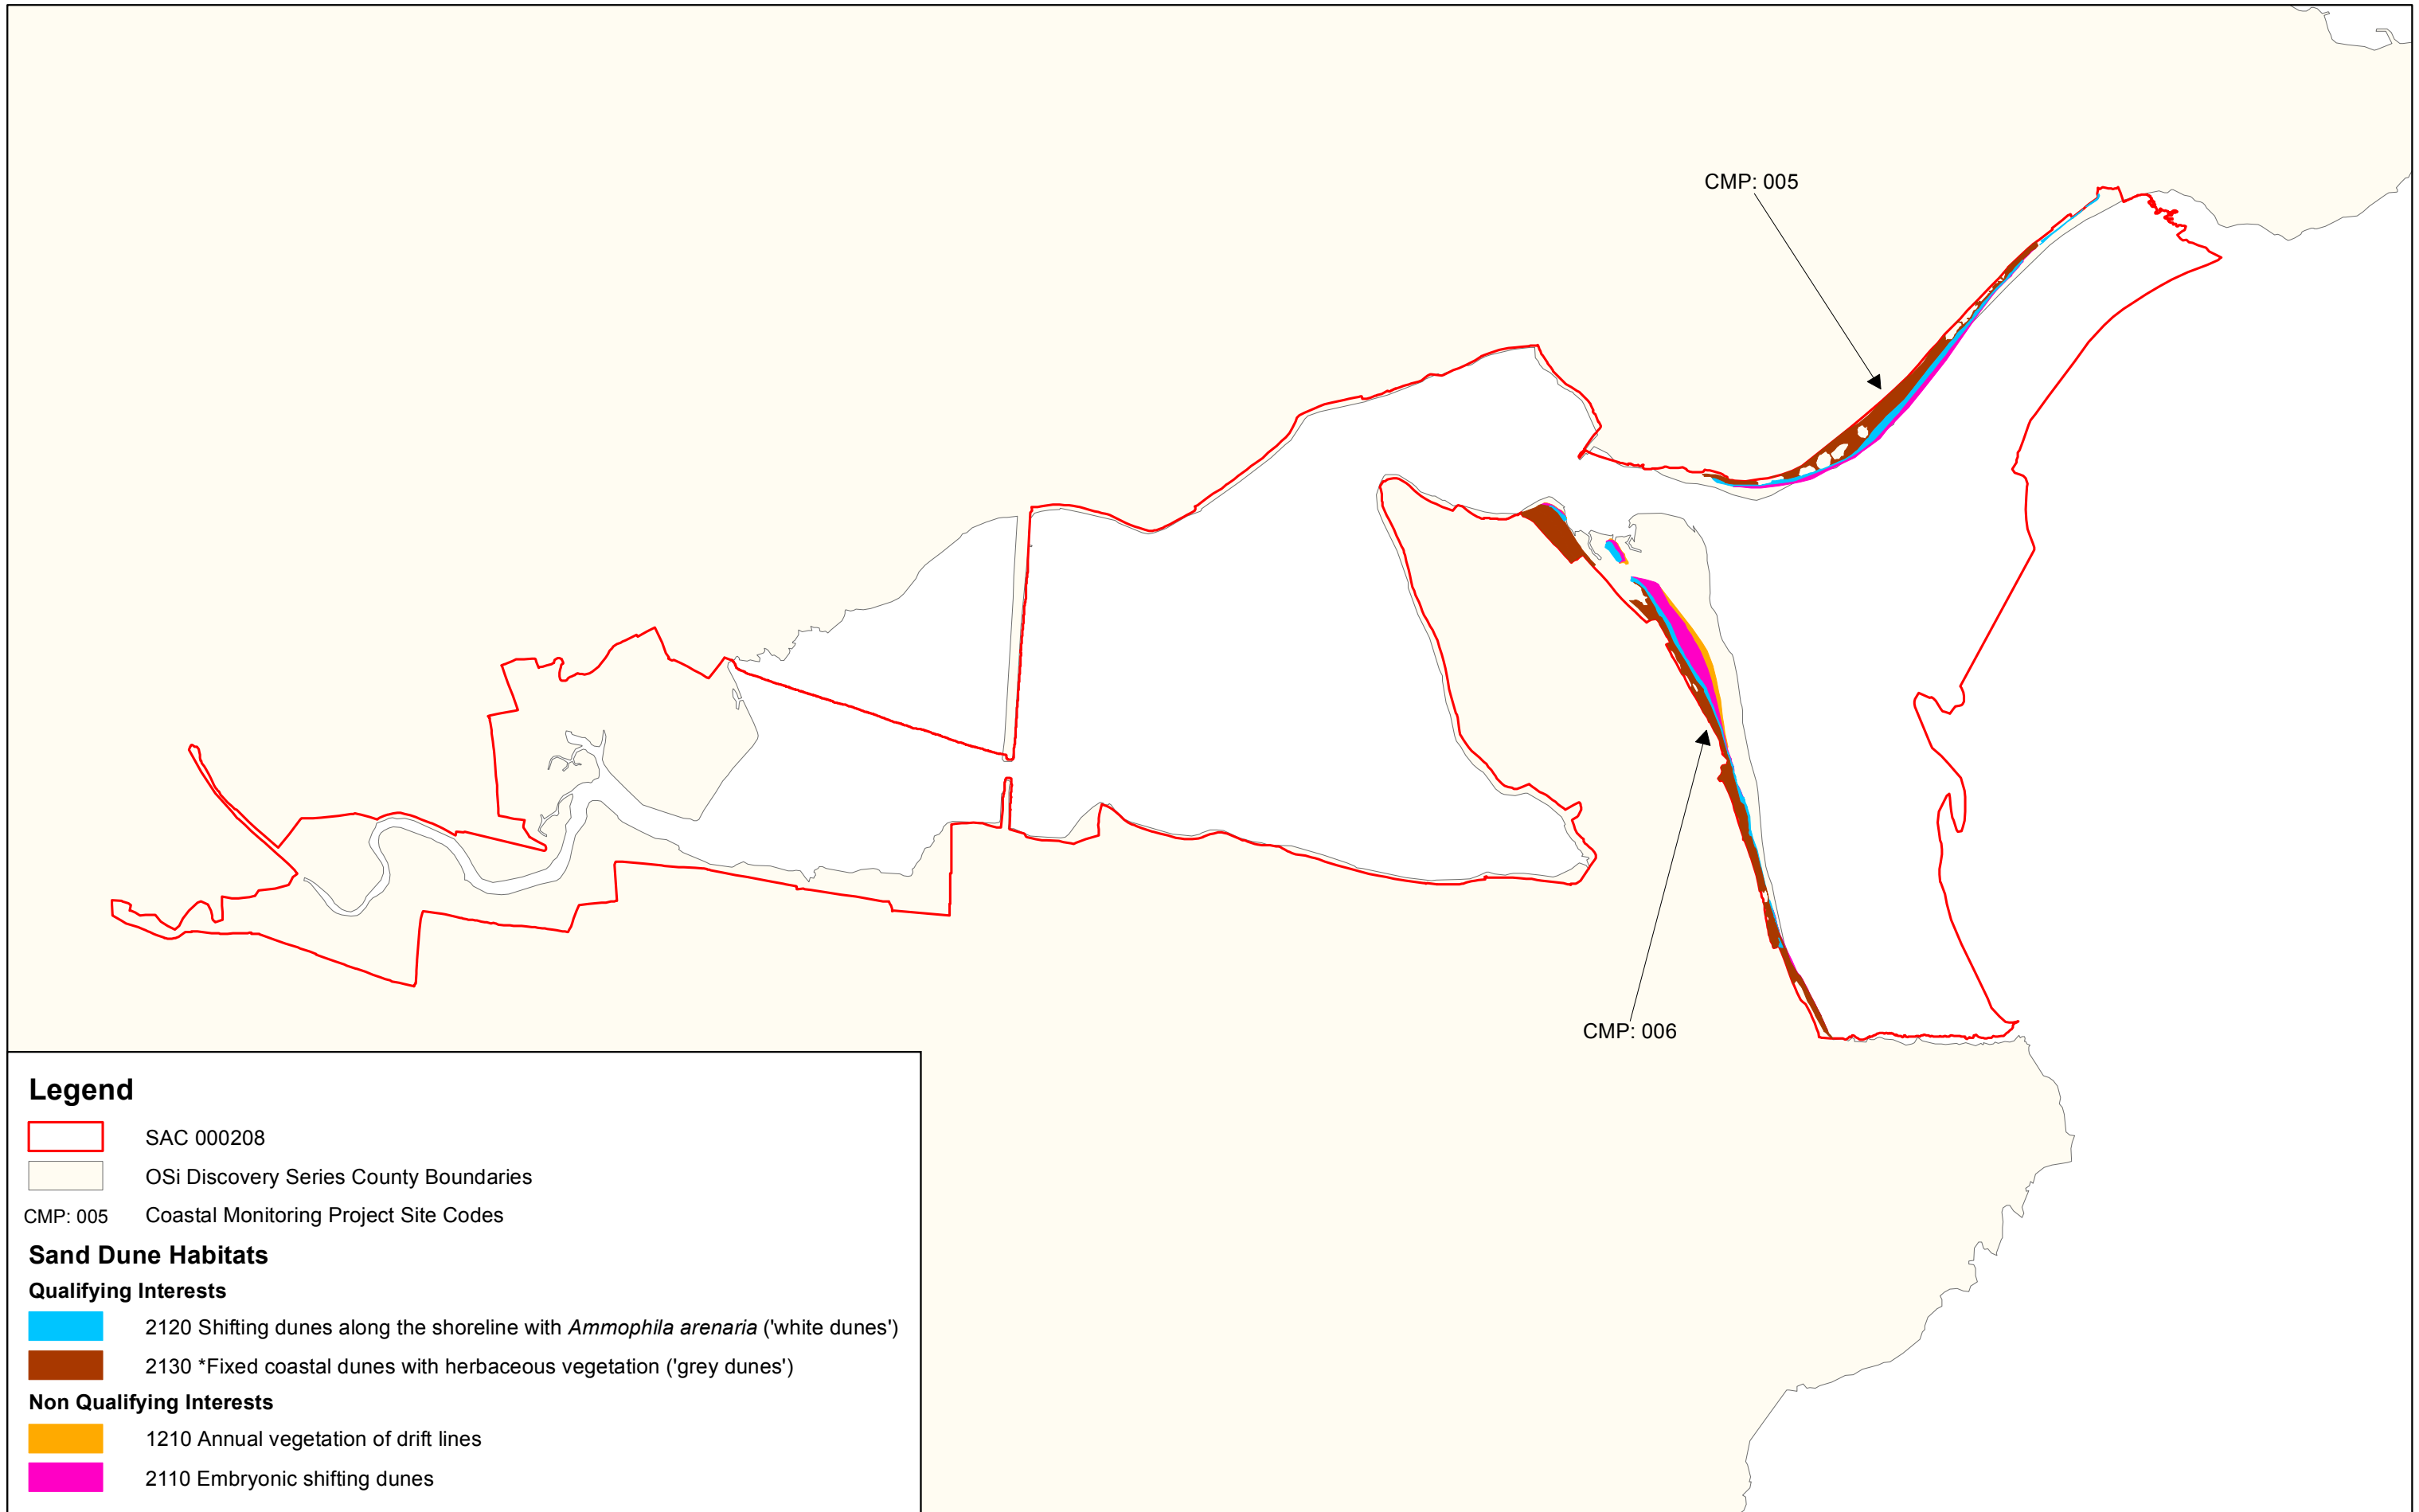 CMP: 005
CMP: 006
Legend
SAC 000208
OSi Discovery Series County Boundaries
CMP: 005 Coastal Monitoring Project Site Codes
Sand Dune Habitats
Qualifying Interests
2120 Shifting dunes along the shoreline with Ammophila arenaria ('white dunes')
2130 *Fixed coastal dunes with herbaceous vegetation ('grey dunes')
Non Qualifying Interests
1210 Annual vegetation of drift lines
2110 Embryonic shifting dunes